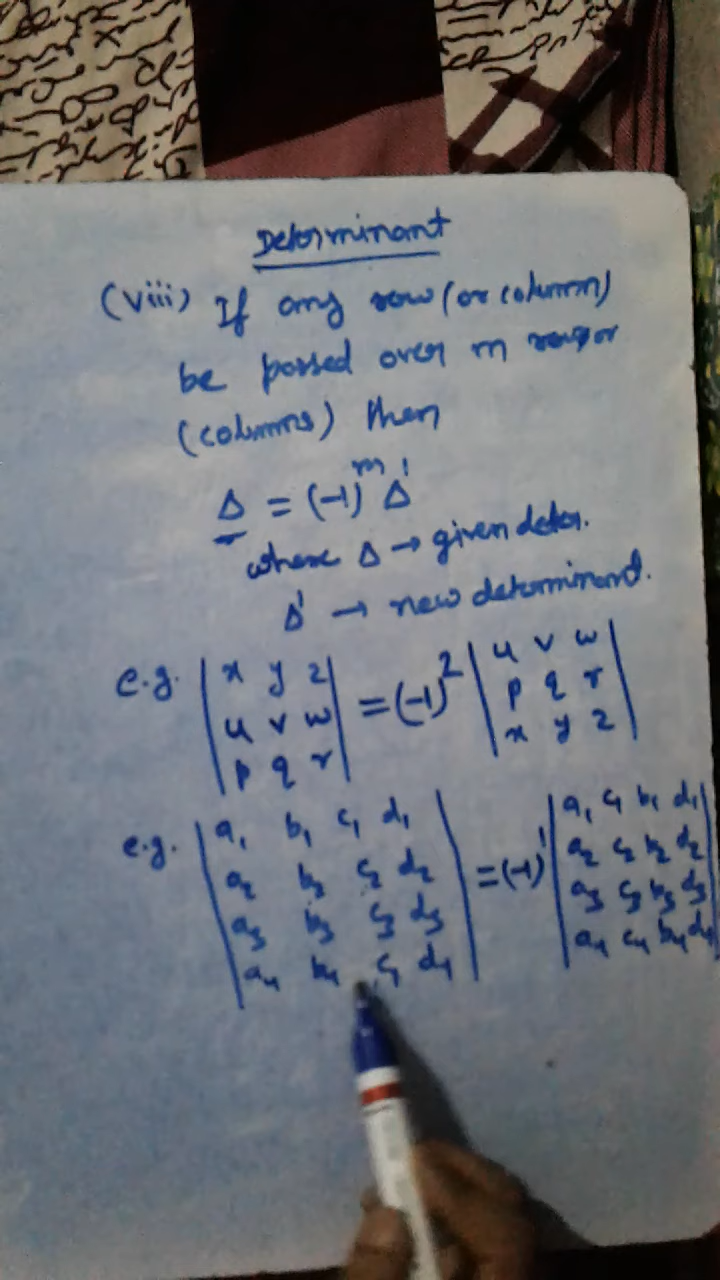 Determinant
(viii) If any row (or column)
be passed over m rows or
(columns) then
Δ = (-1)^m Δ'
where Δ → given deter.
Δ' → new determinant.
e.g. | x y z | = (-1)^2 | u v w |
| u v w | | p q r |
| p q r | | x y z |
e.g. | a₁ b₁ c₁ d₁ | = (-1)^1 | a₁ c₁ b₁ d₁ |
| a₂ b₂ c₂ d₂ | | a₂ c₂ b₂ d₂ |
| a₃ b₃ c₃ d₃ | | a₃ c₃ b₃ d₃ |
| a₄ b₄ c₄ d₄ | | a₄ c₄ b₄ d₄ |